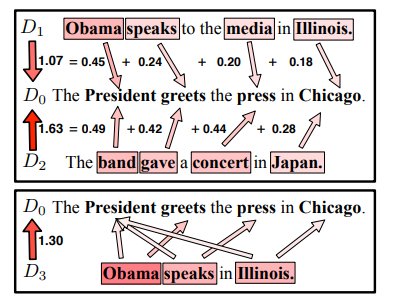 D1 Obama speaks to the media in Illinois.
1.07 = 0.45 + 0.24 + 0.20 + 0.18
D0 The President greets the press in Chicago.
1.63 = 0.49 + 0.42 + 0.44 + 0.28
D2 The band gave a concert in Japan.
D0 The President greets the press in Chicago.
1.30
D3 Obama speaks in Illinois.